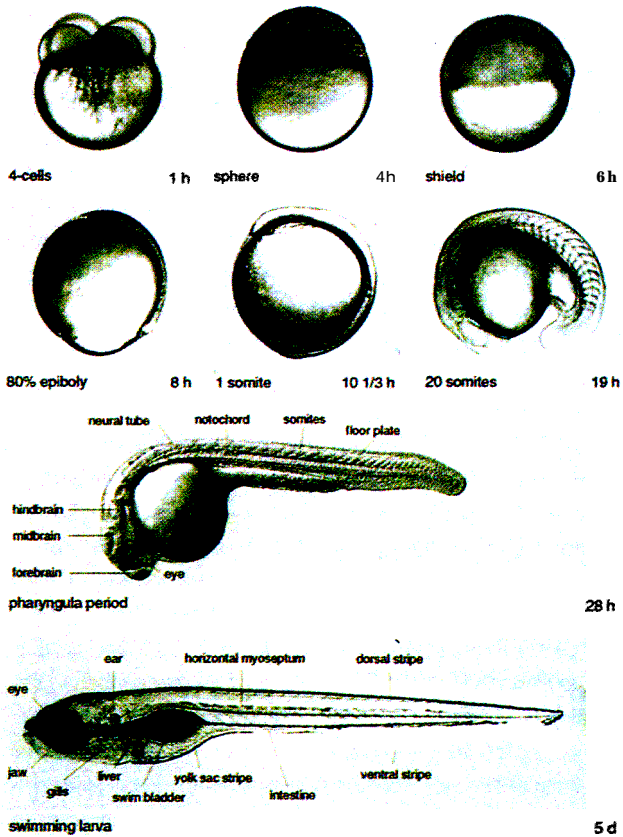 4-cells 1 h sphere 4h shield 6 h
80% epiboly 8 h 1 somite 10 1/3 h 20 somites 19 h
neural tube notochord somites floor plate
hindbrain
midbrain
forebrain eye
pharyngula period 28 h
ear horizontal myoseptum dorsal stripe
eye
jaw gills liver swim bladder yolk sac stripe intestine ventral stripe
swimming larva 5 d